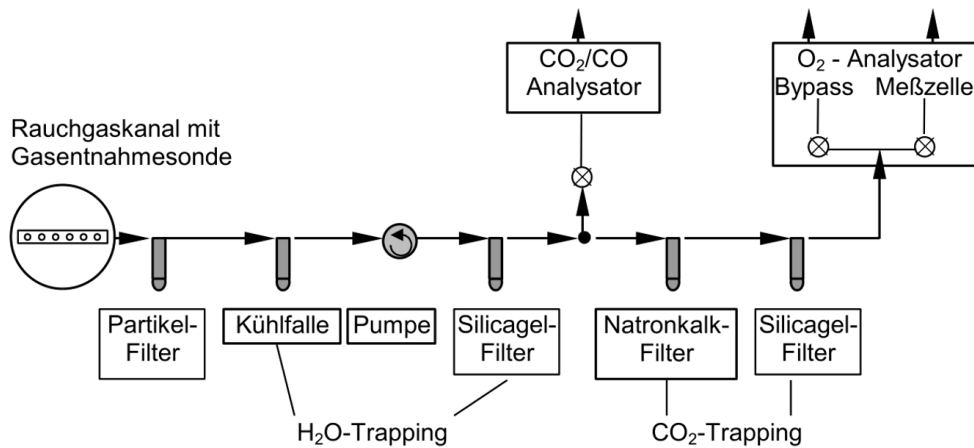 CO₂/CO
Analysator
O₂ - Analysator
Bypass Meßzelle
Rauchgaskanal mit
Gasentnahmesonde
Partikel-
Filter
Kühlfalle
Pumpe
Silicagel-
Filter
Natronkalk-
Filter
Silicagel-
Filter
H₂O-Trapping
CO₂-Trapping